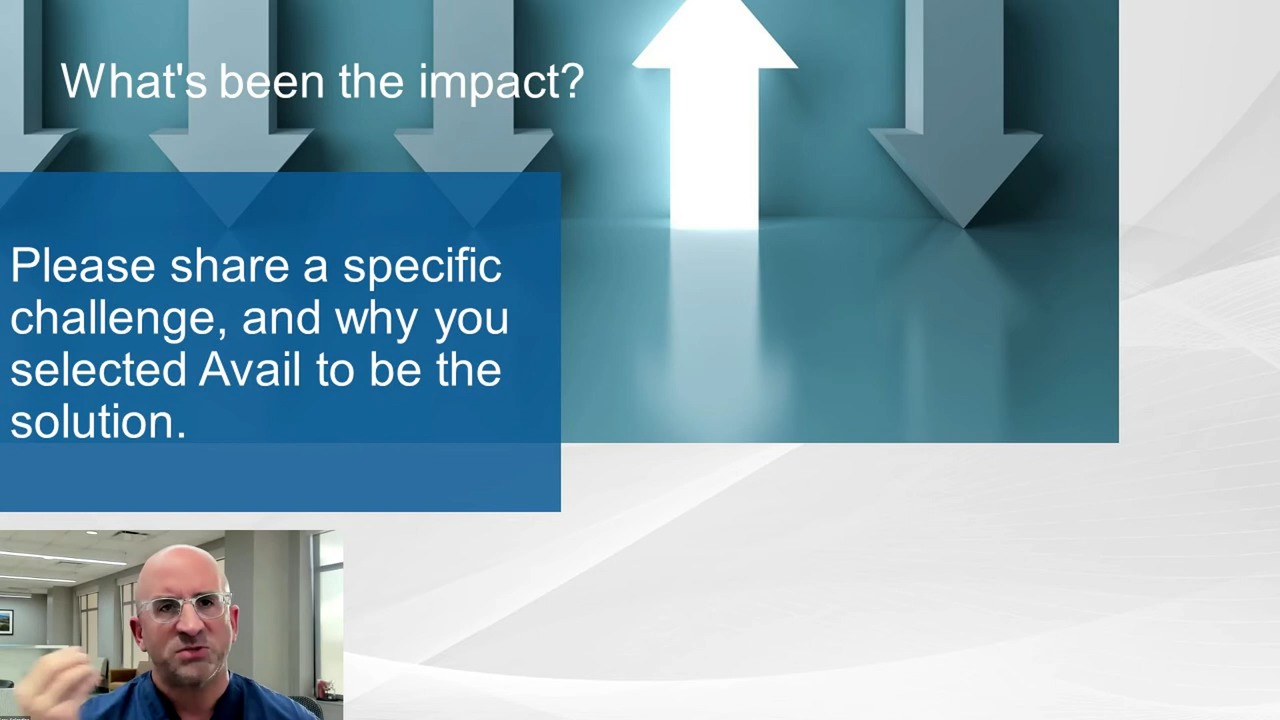 What's been the impact?
Please share a specific
challenge, and why you
selected Avail to be the
solution.